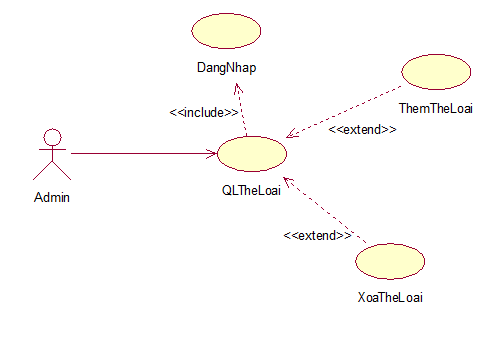 DangNhap
<<include>>
ThemTheLoai
<<extend>>
Admin
QLTheLoai
<<extend>>
XoaTheLoai